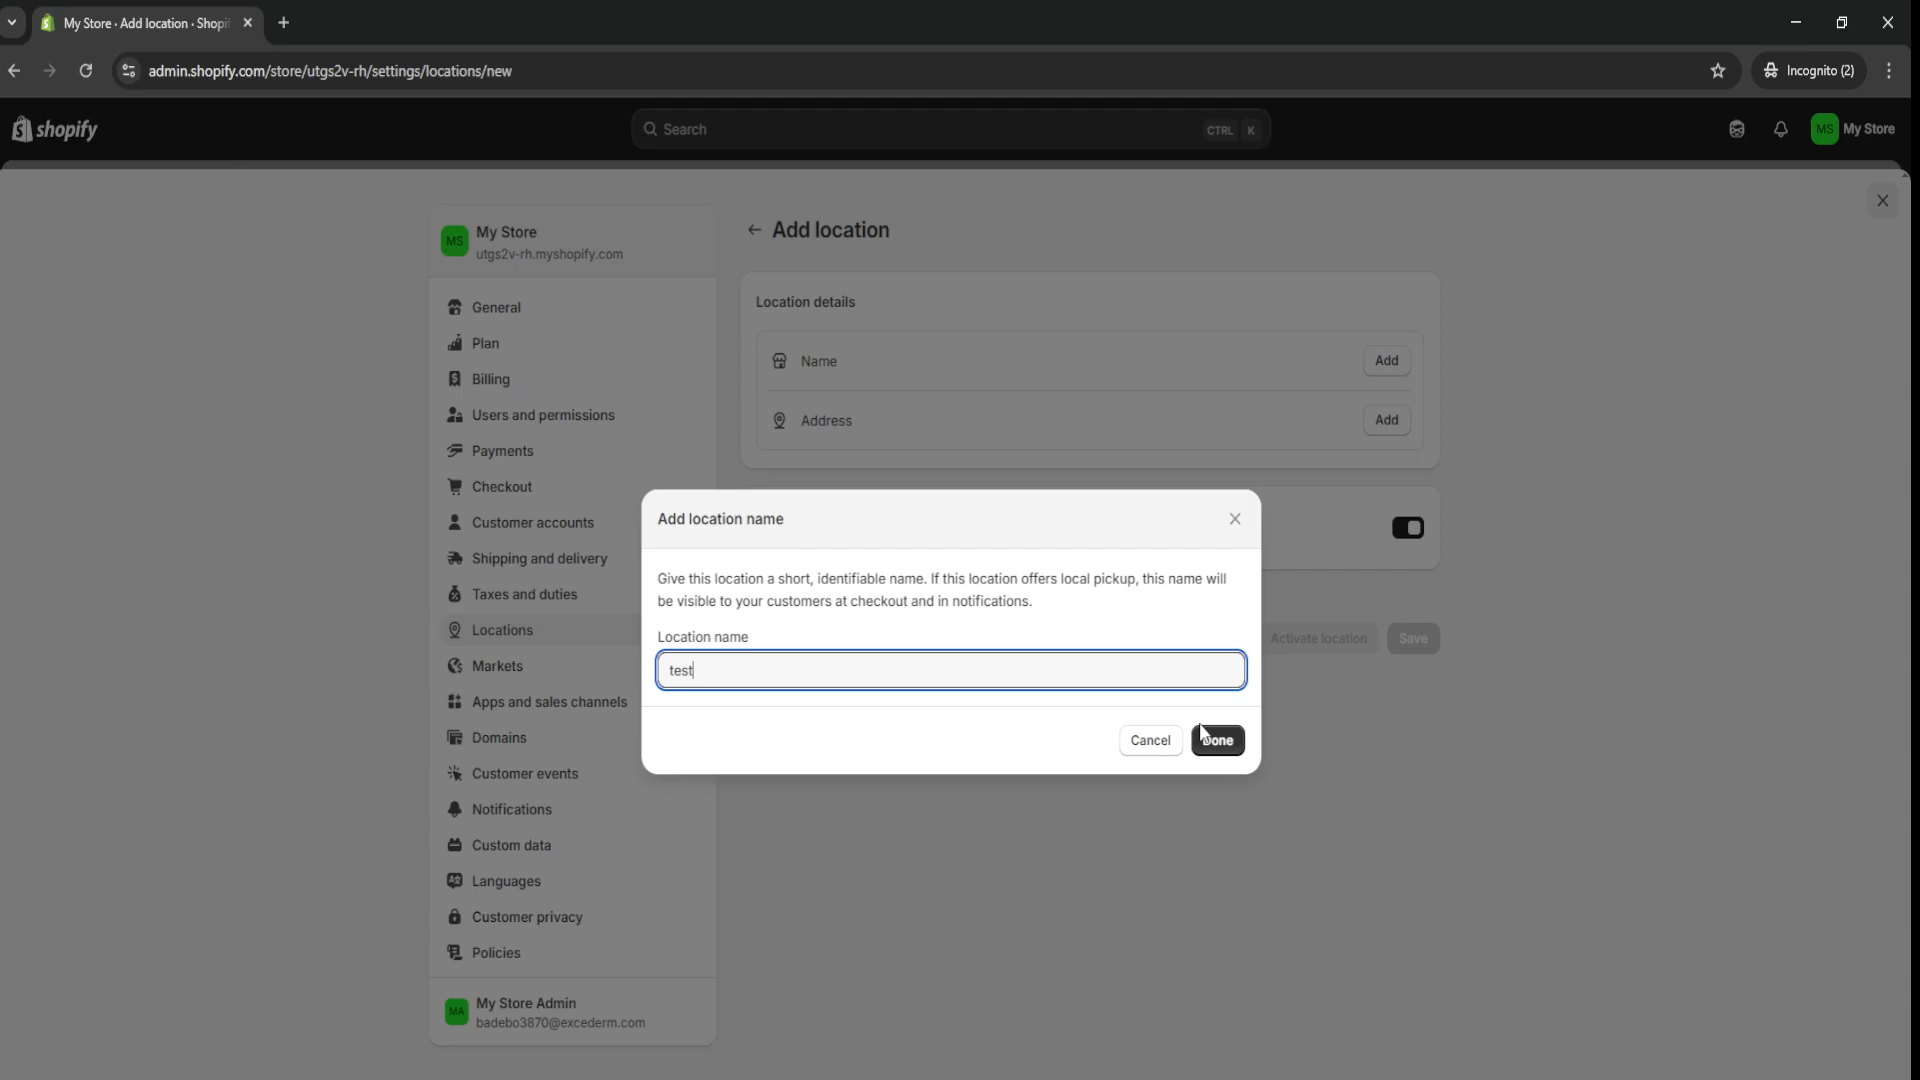 My Store · Add location · Shopi
admin.shopify.com/store/utgs2v-rh/settings/locations/new
Incognito (2)
shopify
Search
CTRL K
MS My Store
MS
My Store
utgs2v-rh.myshopify.com
General
Plan
Billing
Users and permissions
Payments
Checkout
Customer accounts
Shipping and delivery
Taxes and duties
Locations
Markets
Apps and sales channels
Domains
Customer events
Notifications
Custom data
Languages
Customer privacy
Policies
MA
My Store Admin
badebo3870@excederm.com
Add location
Location details
Name
Add
Address
Add
Activate location
Save
Add location name
Give this location a short, identifiable name. If this location offers local pickup, this name will
be visible to your customers at checkout and in notifications.
Location name
test
Cancel
Done